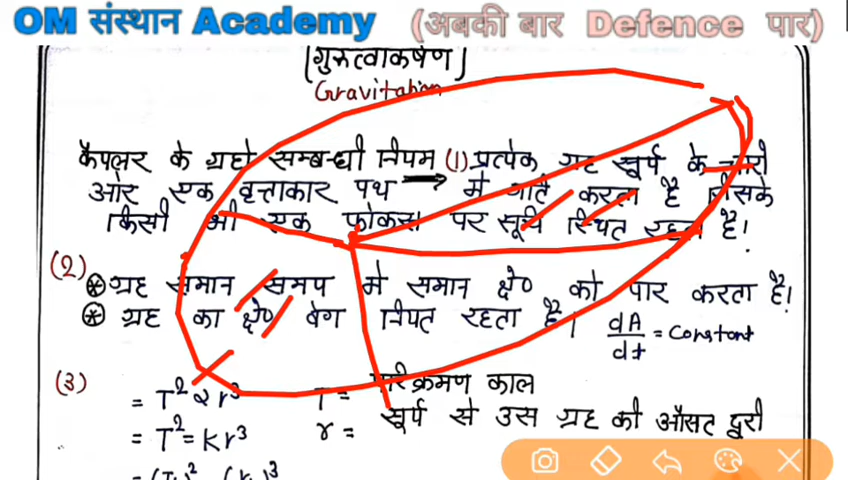 OM संस्थान Academy (अबकी बार Defence पार)
(गुरुत्वाकर्षण)
Gravitation
कैपलर के ग्रहो सम्बन्धी नियम (1) प्रत्येक ग्रह सूर्प के चारो
ओर एक वृत्ताकार पथ → मे गति करता है जिसके
किसी भी एक फोकस पर सूर्य स्थित रहता है।
(2)
⊛ ग्रह समान समय मे समान क्षे० को पार करता है।
⊛ ग्रह का क्षे० बेग नियत रहता है। dA/dt = Constant
(3)
= T² α r³ T = परिक्रमण काल
= T² = Kr³ r = सूर्य से उस ग्रह की औसत दूरी